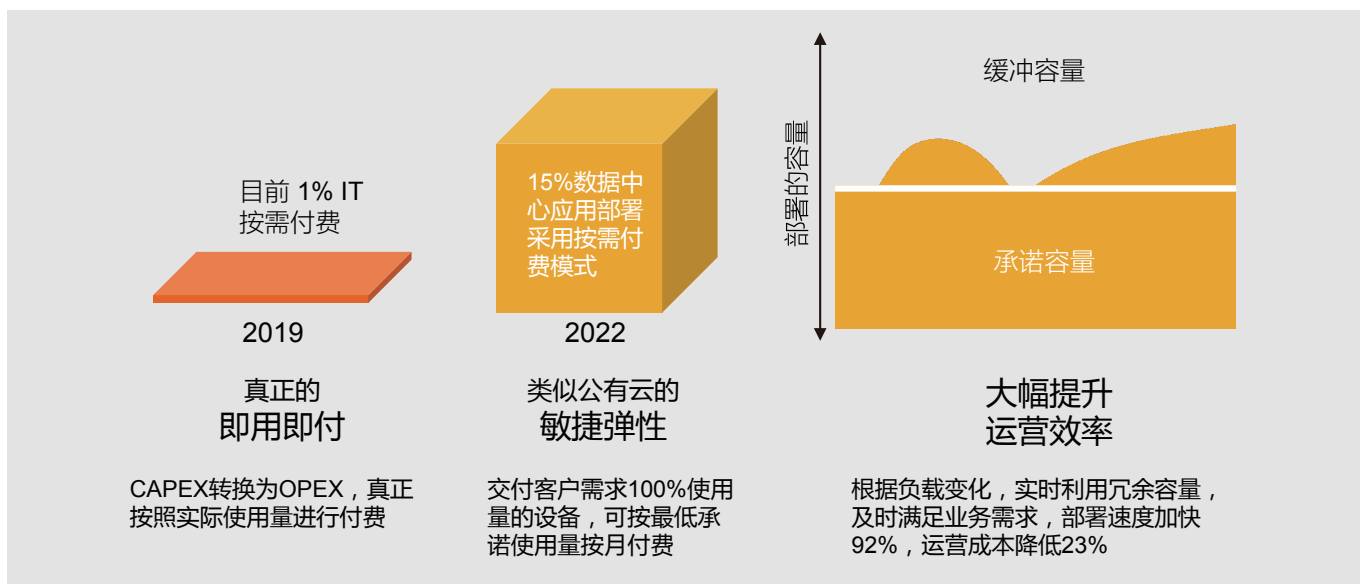 目前 1% IT
按需付费
2019
真正的
即用即付
CAPEX转换为OPEX，真正
按照实际使用量进行付费
15%数据中
心应用部署
采用按需付
费模式
2022
类似公有云的
敏捷弹性
交付客户需求100%使用
量的设备，可按最低承
诺使用量按月付费
部署的容量
缓冲容量
承诺容量
大幅提升
运营效率
根据负载变化，实时利用冗余容量，
及时满足业务需求，部署速度加快
92%，运营成本降低23%